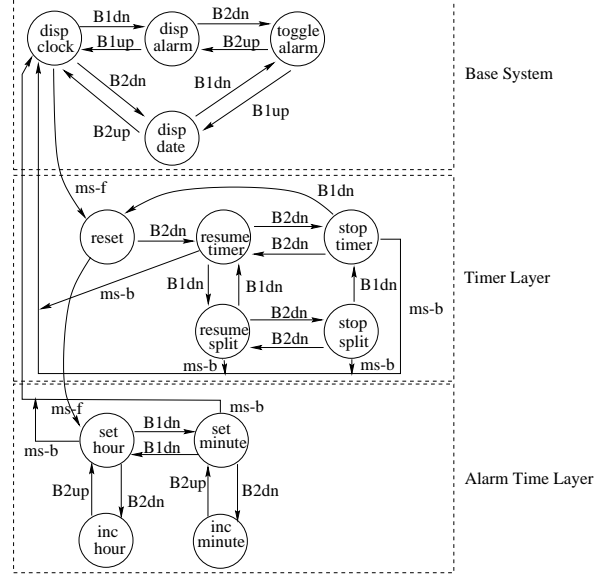 disp
clock
B1dn
B1up
disp
alarm
B2dn
B2up
toggle
alarm
B2dn
B2up
B1dn
B1up
disp
date
Base System
ms-f
B1dn
reset
B2dn
resume
timer
B2dn
B2dn
stop
timer
ms-b
B1dn
B1dn
B1dn
Timer Layer
ms-b
resume
split
B2dn
B2dn
stop
split
ms-b
ms-b
ms-f
ms-b
ms-b
set
hour
B1dn
B1dn
set
minute
B2up
B2dn
B2up
B2dn
Alarm Time Layer
inc
hour
inc
minute